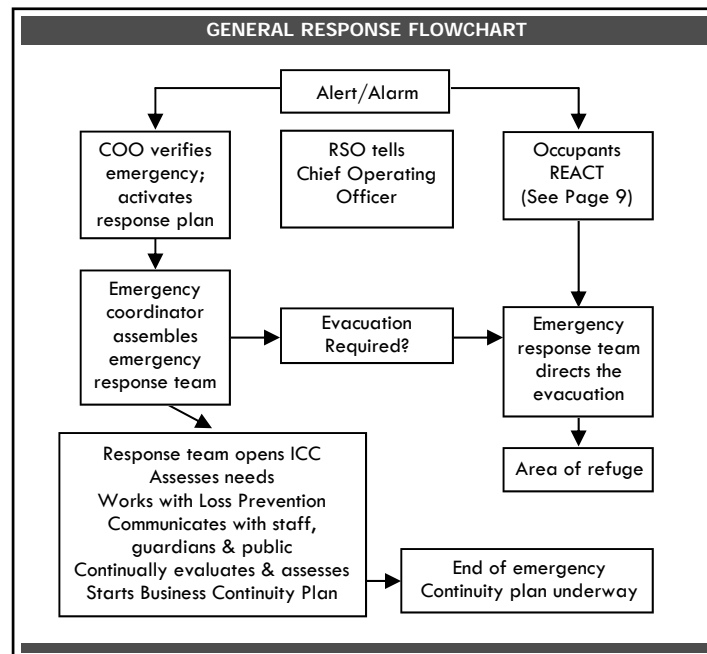 GENERAL RESPONSE FLOWCHART
Alert/Alarm
COO verifies
emergency;
activates
response plan
RSO tells
Chief Operating
Officer
Occupants
REACT
(See Page 9)
Emergency
coordinator
assembles
emergency
response team
Evacuation
Required?
Emergency
response team
directs the
evacuation
Response team opens ICC
Assesses needs
Works with Loss Prevention
Communicates with staff,
guardians & public
Continually evaluates & assesses
Starts Business Continuity Plan
Area of refuge
End of emergency
Continuity plan underway